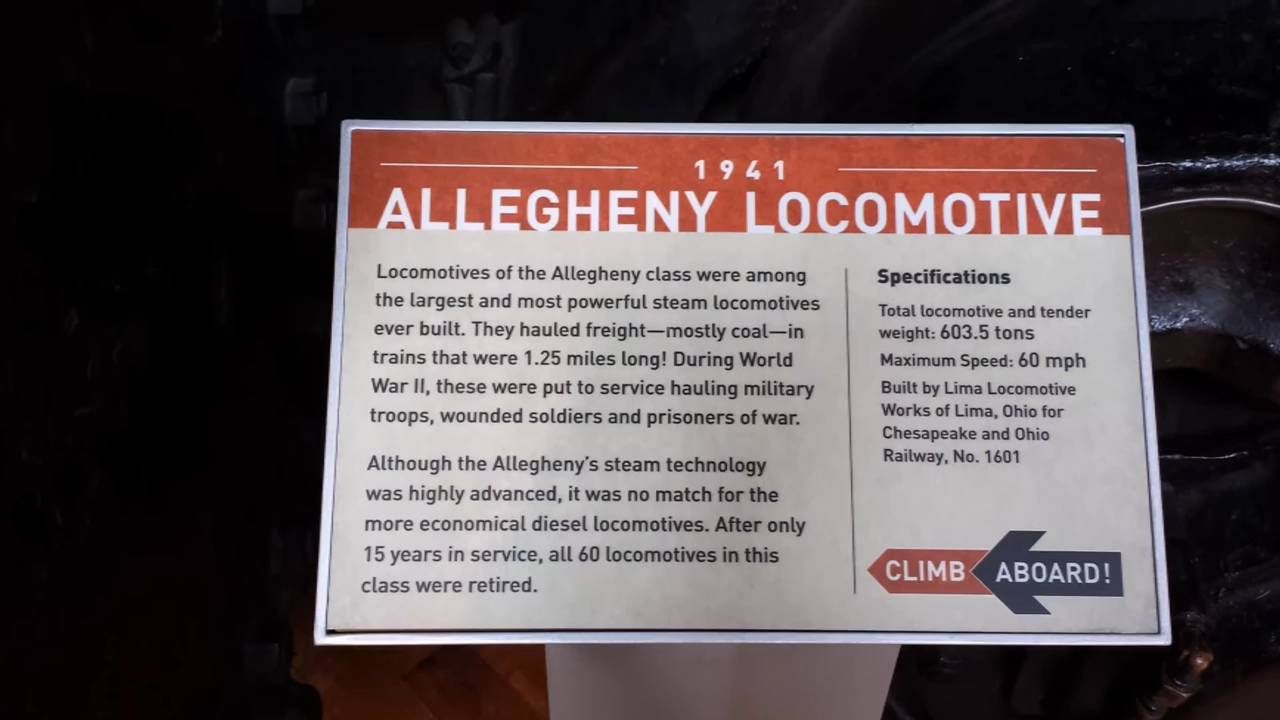 1941
ALLEGHENY LOCOMOTIVE
Locomotives of the Allegheny class were among
the largest and most powerful steam locomotives
ever built. They hauled freight—mostly coal—in
trains that were 1.25 miles long! During World
War II, these were put to service hauling military
troops, wounded soldiers and prisoners of war.
Although the Allegheny's steam technology
was highly advanced, it was no match for the
more economical diesel locomotives. After only
15 years in service, all 60 locomotives in this
class were retired.
Specifications
Total locomotive and tender
weight: 603.5 tons
Maximum Speed: 60 mph
Built by Lima Locomotive
Works of Lima, Ohio for
Chesapeake and Ohio
Railway, No. 1601
CLIMB ABOARD!